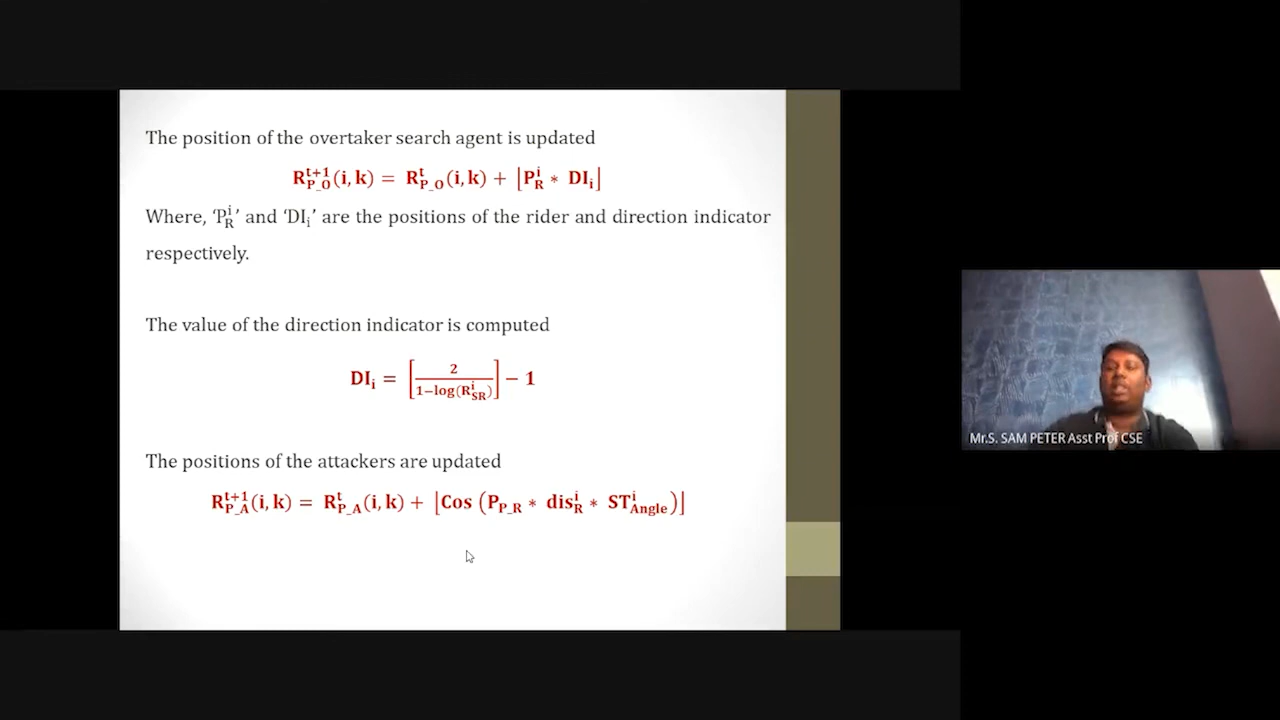 The position of the overtaker search agent is updated
R^{t+1}_{P_O}(i, k) = R^{t}_{P_O}(i, k) + ⌊P^{i}_{R} ∗ DI_{i}⌋
Where, ‘P^{i}_{R}’ and ‘DI_{i}’ are the positions of the rider and direction indicator
respectively.
The value of the direction indicator is computed
DI_{i} = [2 / (1−log(R^{i}_{SR}))] − 1
The positions of the attackers are updated
R^{t+1}_{P_A}(i, k) = R^{t}_{P_A}(i, k) + ⌊Cos (P_{P_R} ∗ dis^{i}_{R} ∗ ST^{i}_{Angle})⌋
Mr.S. SAM PETER Asst Prof CSE